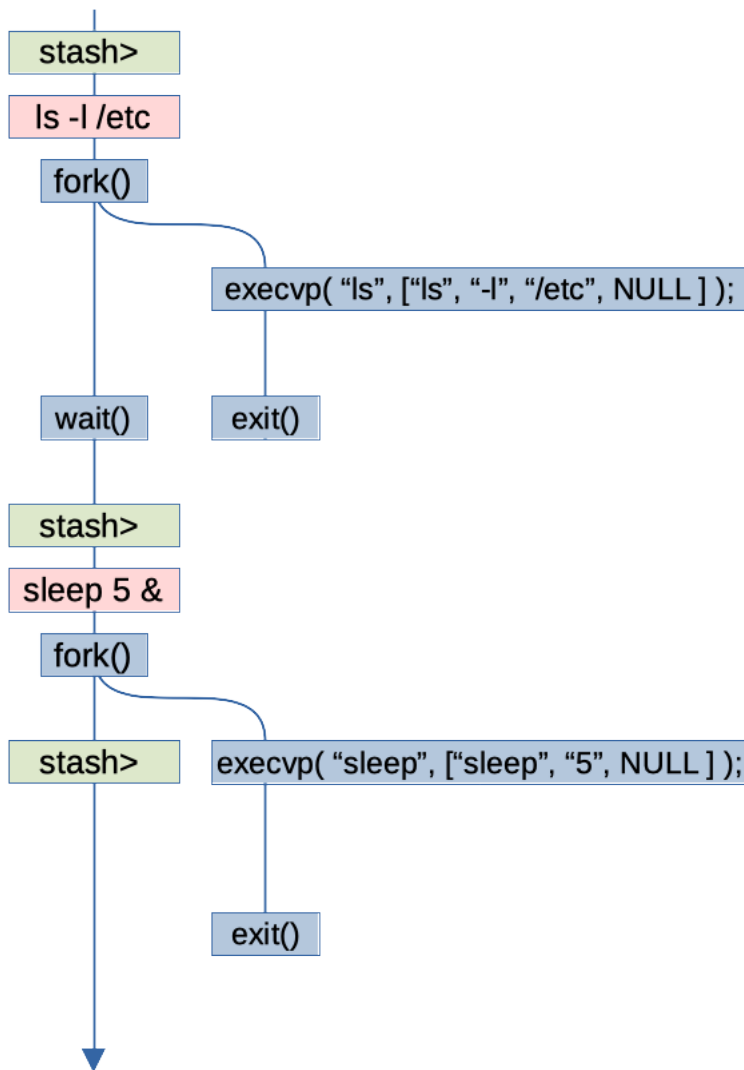 stash>
ls -l /etc
fork()
execvp( “ls”, [“ls”, “-l”, “/etc”, NULL ] );
wait()
exit()
stash>
sleep 5 &
fork()
stash>
execvp( “sleep”, [“sleep”, “5”, NULL ] );
exit()